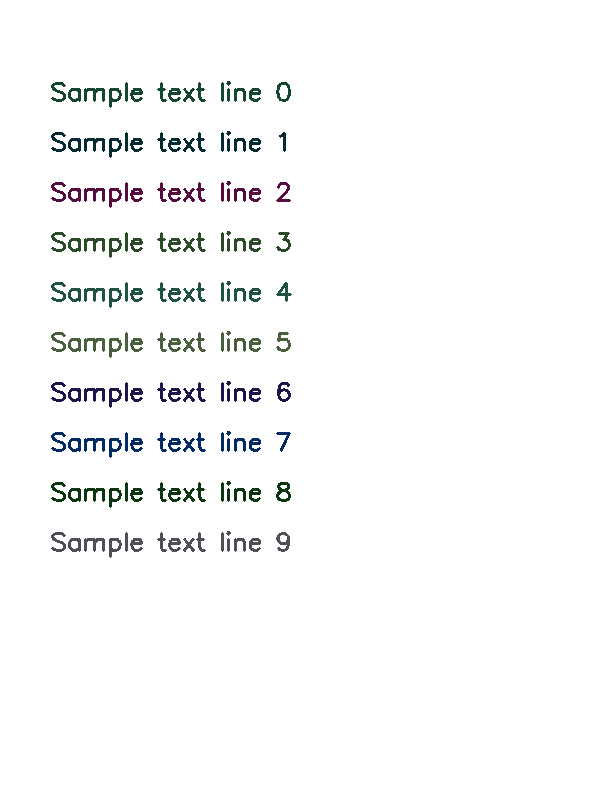 Sample text line 0
Sample text line 1
Sample text line 2
Sample text line 3
Sample text line 4
Sample text line 5
Sample text line 6
Sample text line 7
Sample text line 8
Sample text line 9